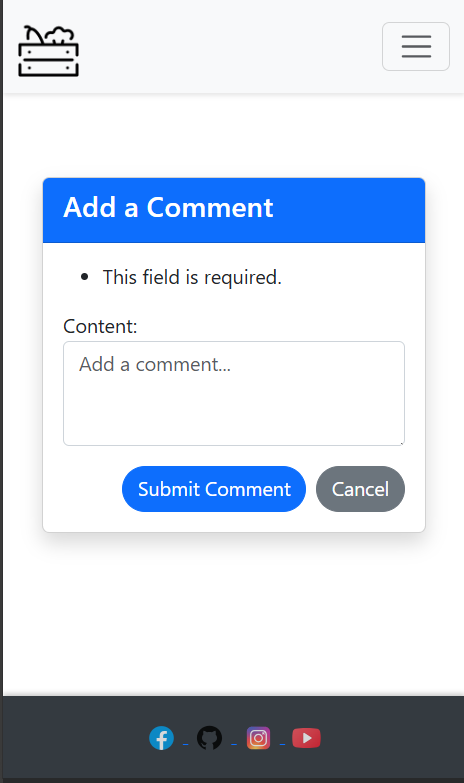 Add a Comment
This field is required.
Content:
Add a comment...
Submit Comment Cancel